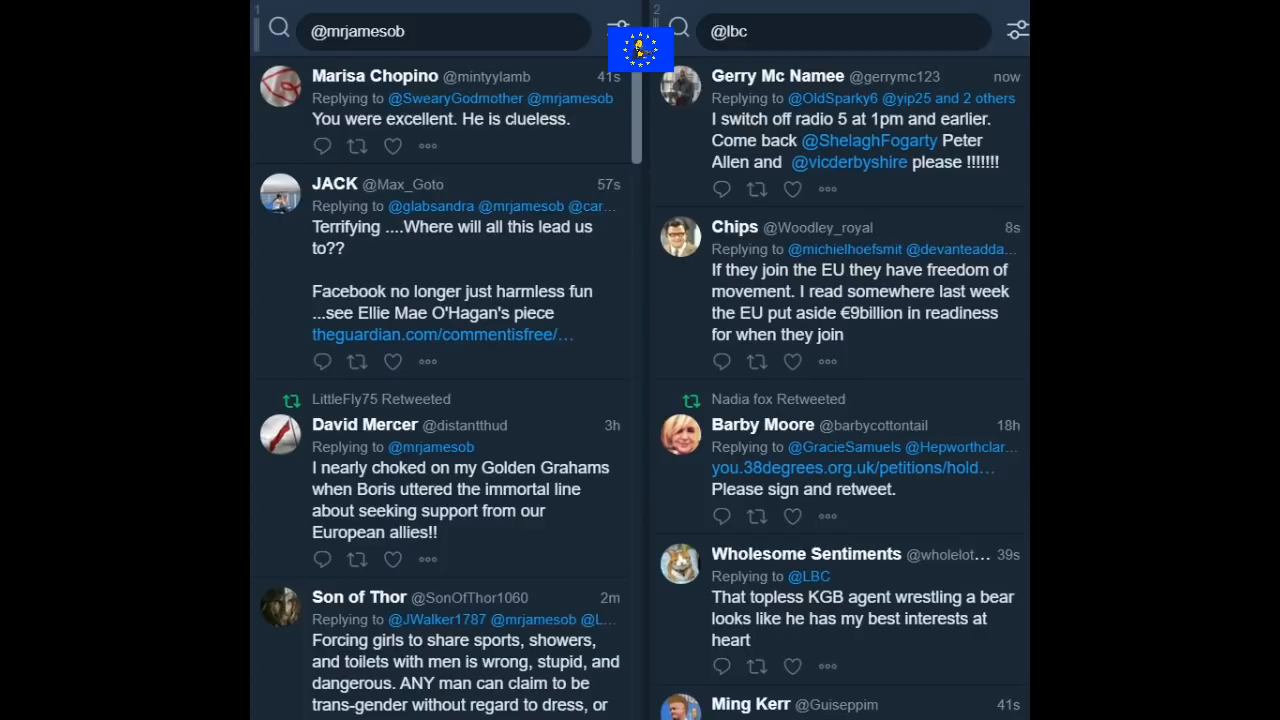 1
@mrjamesob
Marisa Chopino @mintyylamb 41s
Replying to @SwearyGodmother @mrjamesob
You were excellent. He is clueless.
JACK @Max_Goto 57s
Replying to @glabsandra @mrjamesob @car...
Terrifying ....Where will all this lead us
to??
Facebook no longer just harmless fun
...see Ellie Mae O'Hagan's piece
theguardian.com/commentisfree/...
LittleFly75 Retweeted
David Mercer @distantthud 3h
Replying to @mrjamesob
I nearly choked on my Golden Grahams
when Boris uttered the immortal line
about seeking support from our
European allies!!
Son of Thor @SonOfThor1060 2m
Replying to @JWalker1787 @mrjamesob @L...
Forcing girls to share sports, showers,
and toilets with men is wrong, stupid, and
dangerous. ANY man can claim to be
trans-gender without regard to dress, or
2
@lbc
Gerry Mc Namee @gerrymc123 now
Replying to @OldSparky6 @yip25 and 2 others
I switch off radio 5 at 1pm and earlier.
Come back @ShelaghFogarty Peter
Allen and @vicderbyshire please !!!!!!!
Chips @Woodley_royal 8s
Replying to @michielhoefsmit @devanteadda...
If they join the EU they have freedom of
movement. I read somewhere last week
the EU put aside €9billion in readiness
for when they join
Nadia fox Retweeted
Barby Moore @barbycottontail 18h
Replying to @GracieSamuels @Hepworthclar...
you.38degrees.org.uk/petitions/hold...
Please sign and retweet.
Wholesome Sentiments @wholelot... 39s
Replying to @LBC
That topless KGB agent wrestling a bear
looks like he has my best interests at
heart
Ming Kerr @Guiseppim 41s